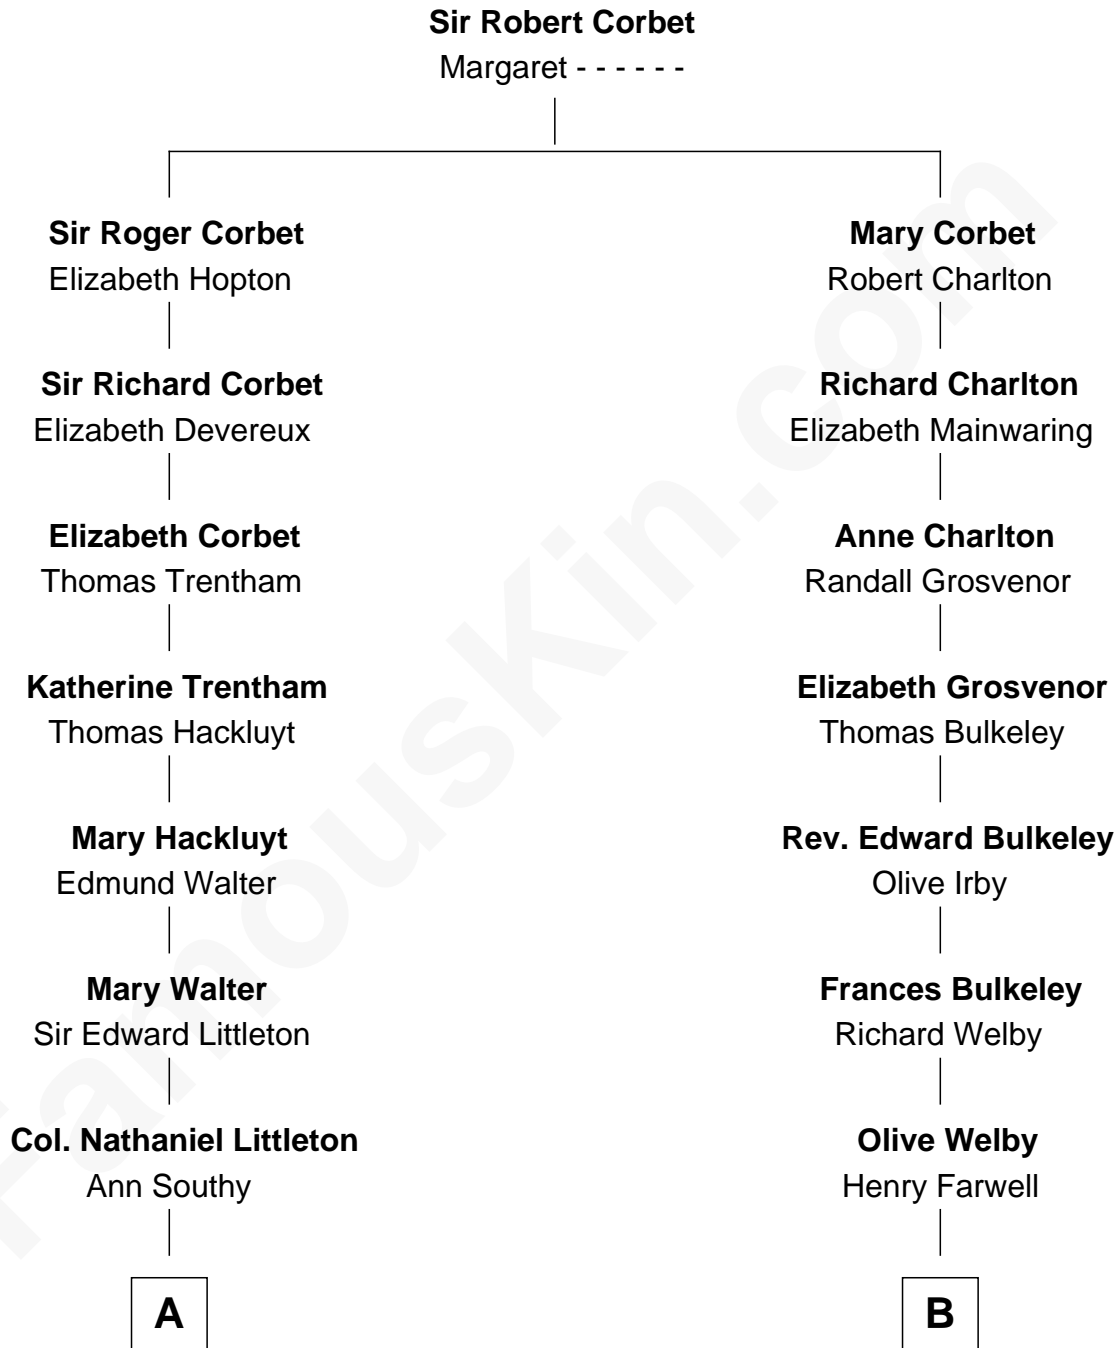 Sir Robert Corbet
Margaret - - - - - -
Sir Roger Corbet
Elizabeth Hopton
Mary Corbet
Robert Charlton
Sir Richard Corbet
Elizabeth Devereux
Richard Charlton
Elizabeth Mainwaring
Elizabeth Corbet
Thomas Trentham
Anne Charlton
Randall Grosvenor
Katherine Trentham
Thomas Hackluyt
Elizabeth Grosvenor
Thomas Bulkeley
Mary Hackluyt
Edmund Walter
Rev. Edward Bulkeley
Olive Irby
Mary Walter
Sir Edward Littleton
Frances Bulkeley
Richard Welby
Col. Nathaniel Littleton
Ann Southy
Olive Welby
Henry Farwell
A
B
FamousKin.com